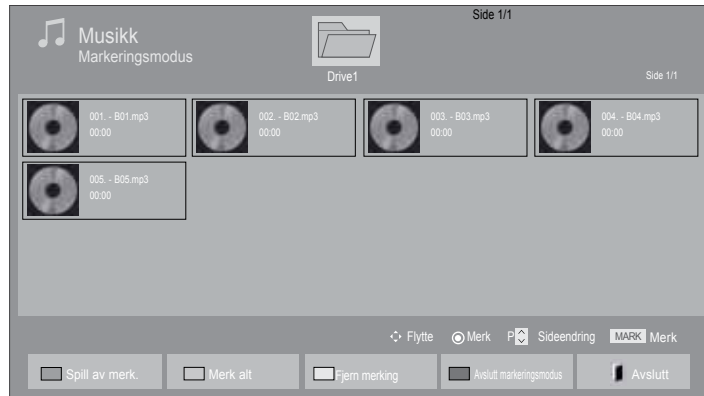 Side 1/1
Musikk
Markeringsmodus
Drive1
Side 1/1
001. - B01.mp3
00:00
002. - B02.mp3
00:00
003. - B03.mp3
00:00
004. - B04.mp3
00:00
005. - B05.mp3
00:00
Flytte Merk P Sideendring MARK Merk
Spill av merk. Merk alt Fjern merking Avslutt markeringsmodus Avslutt